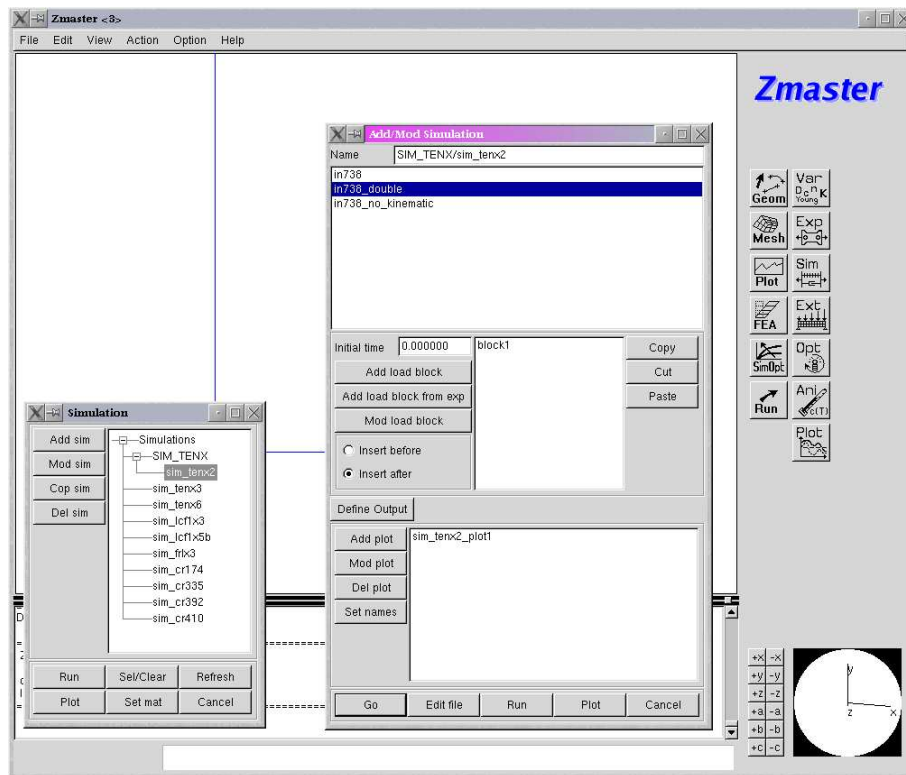 Zmaster <3>
File Edit View Action Option Help
Zmaster
Add/Mod Simulation
Name SIM_TENX/sim_tenx2
in738
in738_double
in738_no_kinematic
Initial time 0.000000 block1 Copy
Add load block Cut
Add load block from exp Paste
Mod load block
Insert before
Insert after
Define Output
Add plot sim_tenx2_plot1
Mod plot
Del plot
Set names
Go Edit file Run Plot Cancel
Simulation
Add sim Simulations
Mod sim SIM_TENX
sim_tenx2
Cop sim sim_tenx3
sim_tenx6
Del sim sim_lcf1x3
sim_lcf1x5b
sim_frlx3
sim_cr174
sim_cr335
sim_cr392
sim_cr410
Run Sel/Clear Refresh
Plot Set mat Cancel
Geom Var D c n K Young
Mesh Exp
Plot Sim
FEA Ext
SimOpt Opt
Run Ani c(T)
Plot
+x -x
+y -y
+z -z
+a -a
+b -b
+c -c
y
z x